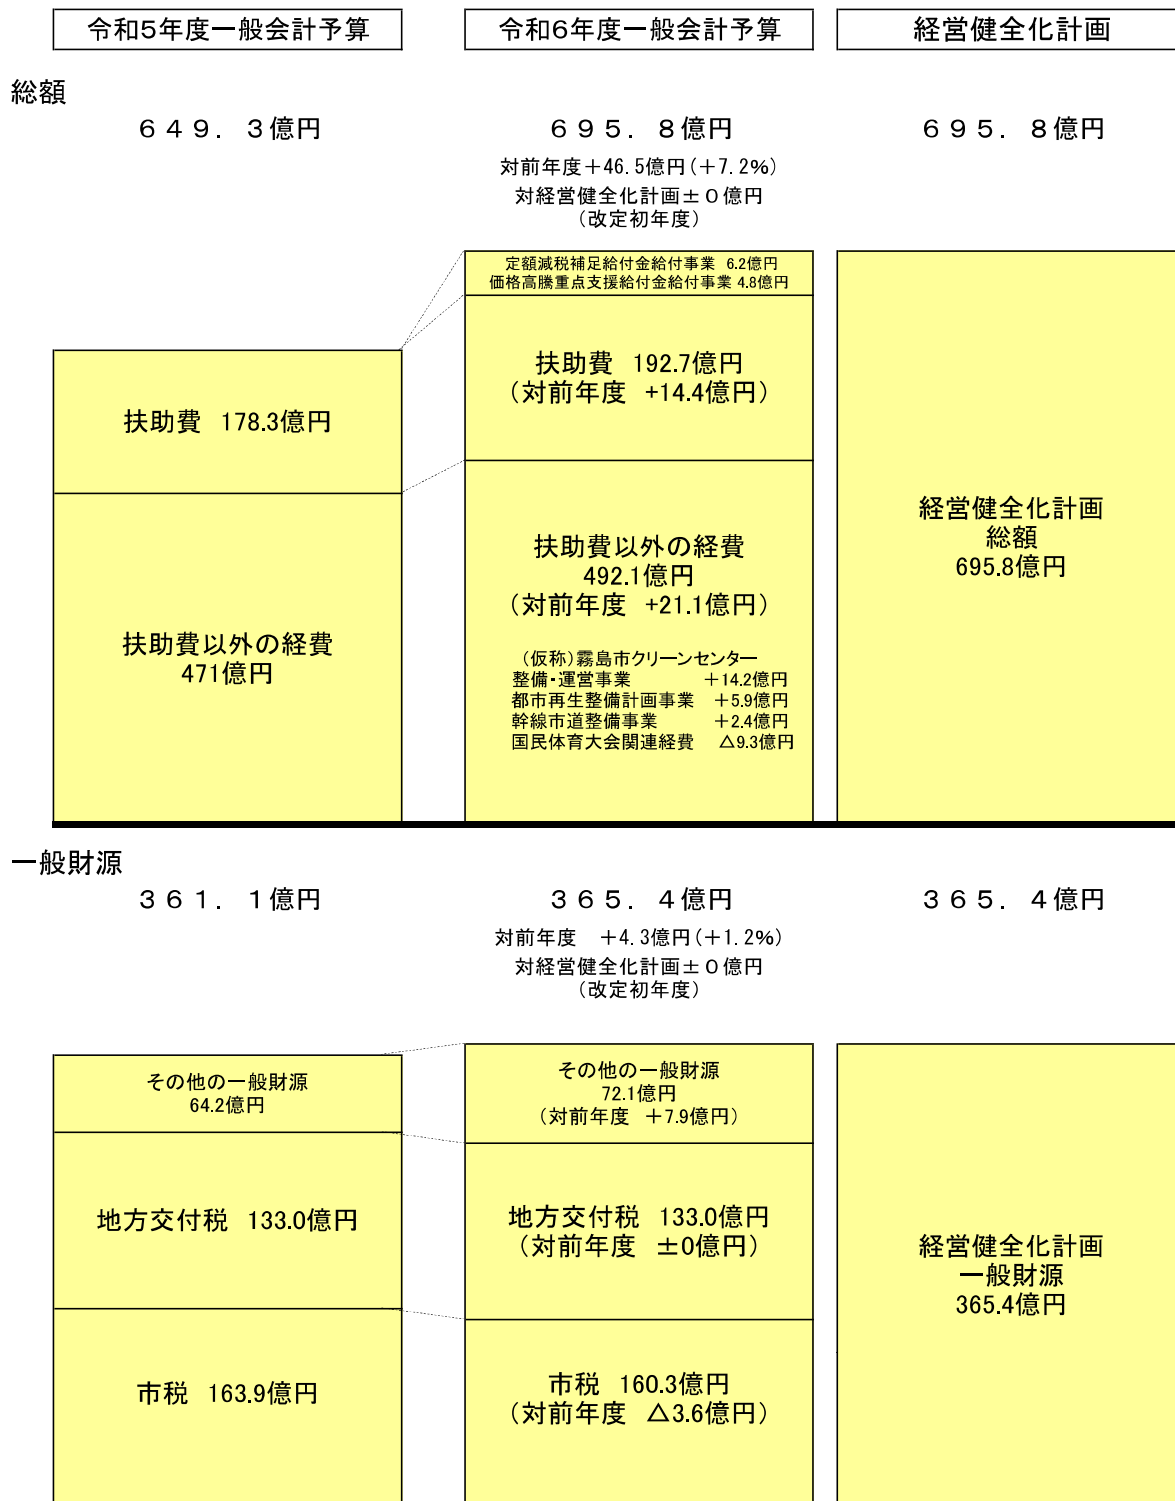 令和5年度一般会計予算
令和6年度一般会計予算
経営健全化計画
総額
６４９．３億円
６９５．８億円
６９５．８億円
対前年度＋46.5億円(＋7.2%)
対経営健全化計画±０億円
（改定初年度）
定額減税補足給付金給付事業 6.2億円
価格高騰重点支援給付金給付事業 4.8億円
扶助費 192.7億円
（対前年度 +14.4億円）
扶助費 178.3億円
扶助費以外の経費
492.1億円
（対前年度 +21.1億円）
（仮称）霧島市クリーンセンター
整備・運営事業 ＋14.2億円
都市再生整備計画事業 ＋5.9億円
幹線市道整備事業 ＋2.4億円
国民体育大会関連経費 △9.3億円
扶助費以外の経費
471億円
経営健全化計画
総額
695.8億円
一般財源
３６１．１億円
３６５．４億円
３６５．４億円
対前年度 ＋4.3億円(＋1.2%)
対経営健全化計画±０億円
（改定初年度）
その他の一般財源
64.2億円
その他の一般財源
72.1億円
（対前年度 ＋7.9億円）
地方交付税 133.0億円
地方交付税 133.0億円
（対前年度 ±0億円）
経営健全化計画
一般財源
365.4億円
市税 163.9億円
市税 160.3億円
（対前年度 △3.6億円）